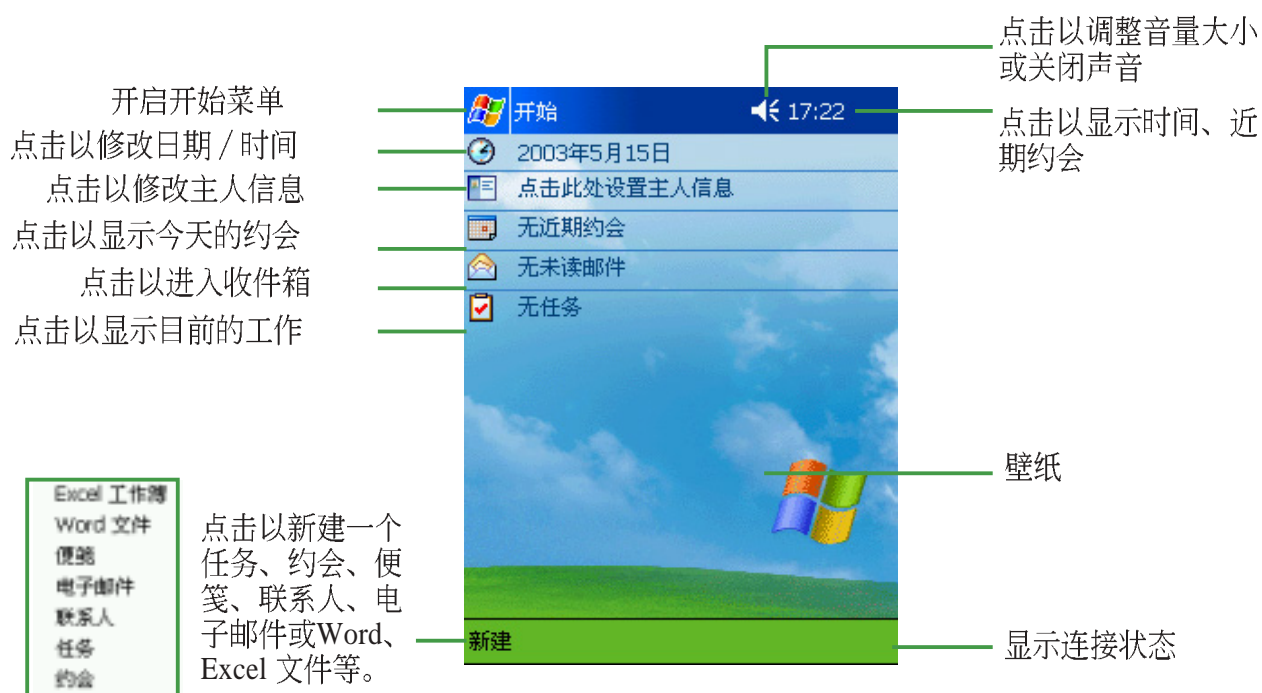 点击以调整音量大小
或关闭声音
点击以显示时间、近
期约会
开启开始菜单
点击以修改日期/时间
点击以修改主人信息
点击以显示今天的约会
点击以进入收件箱
点击以显示目前的工作
开始 17:22
2003年5月15日
点击此处设置主人信息
无近期约会
无未读邮件
无任务
壁纸
Excel 工作簿
Word 文件
便笺
电子邮件
联系人
任务
约会
点击以新建一个
任务、约会、便
笺、联系人、电
子邮件或Word、
Excel 文件等。
新建
显示连接状态